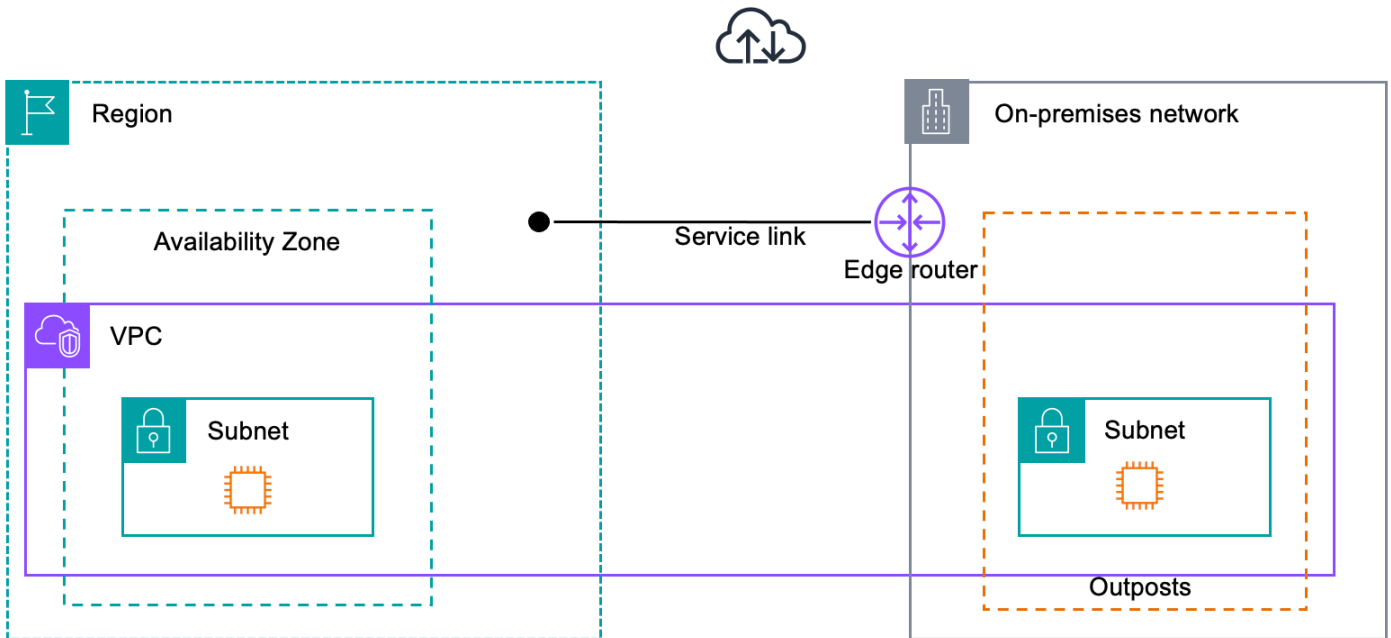 Region
On-premises network
Availability Zone
Service link
Edge router
VPC
Subnet
Subnet
Outposts